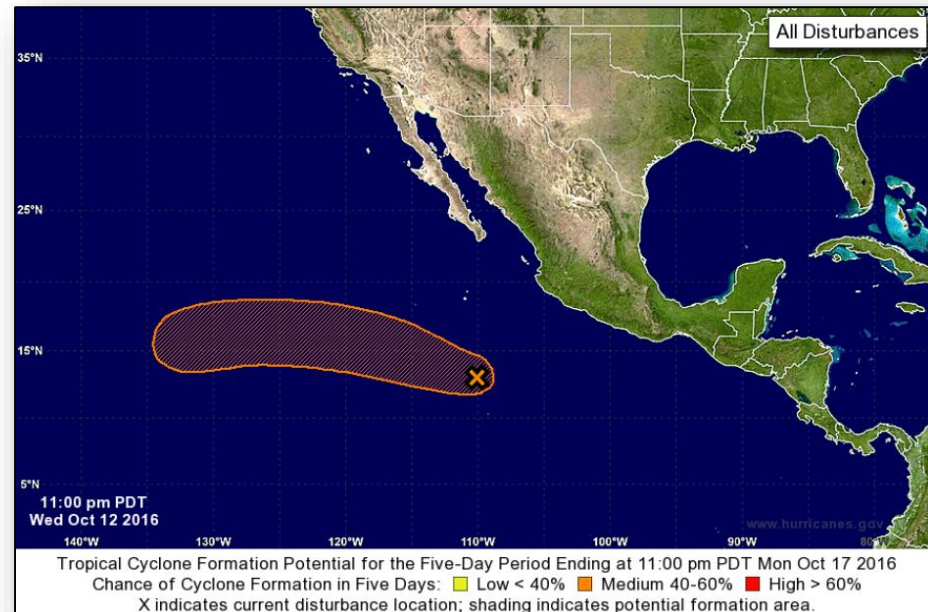 All Disturbances
35°N
25°N
15°N
5°N
11:00 pm PDT
Wed Oct 12 2016
www.hurricanes.gov
140°W
130°W
120°W
110°W
100°W
90°W
80°W
Tropical Cyclone Formation Potential for the Five-Day Period Ending at 11:00 pm PDT Mon Oct 17 2016
Chance of Cyclone Formation in Five Days: Low < 40% Medium 40-60% High > 60%
X indicates current disturbance location; shading indicates potential formation area.